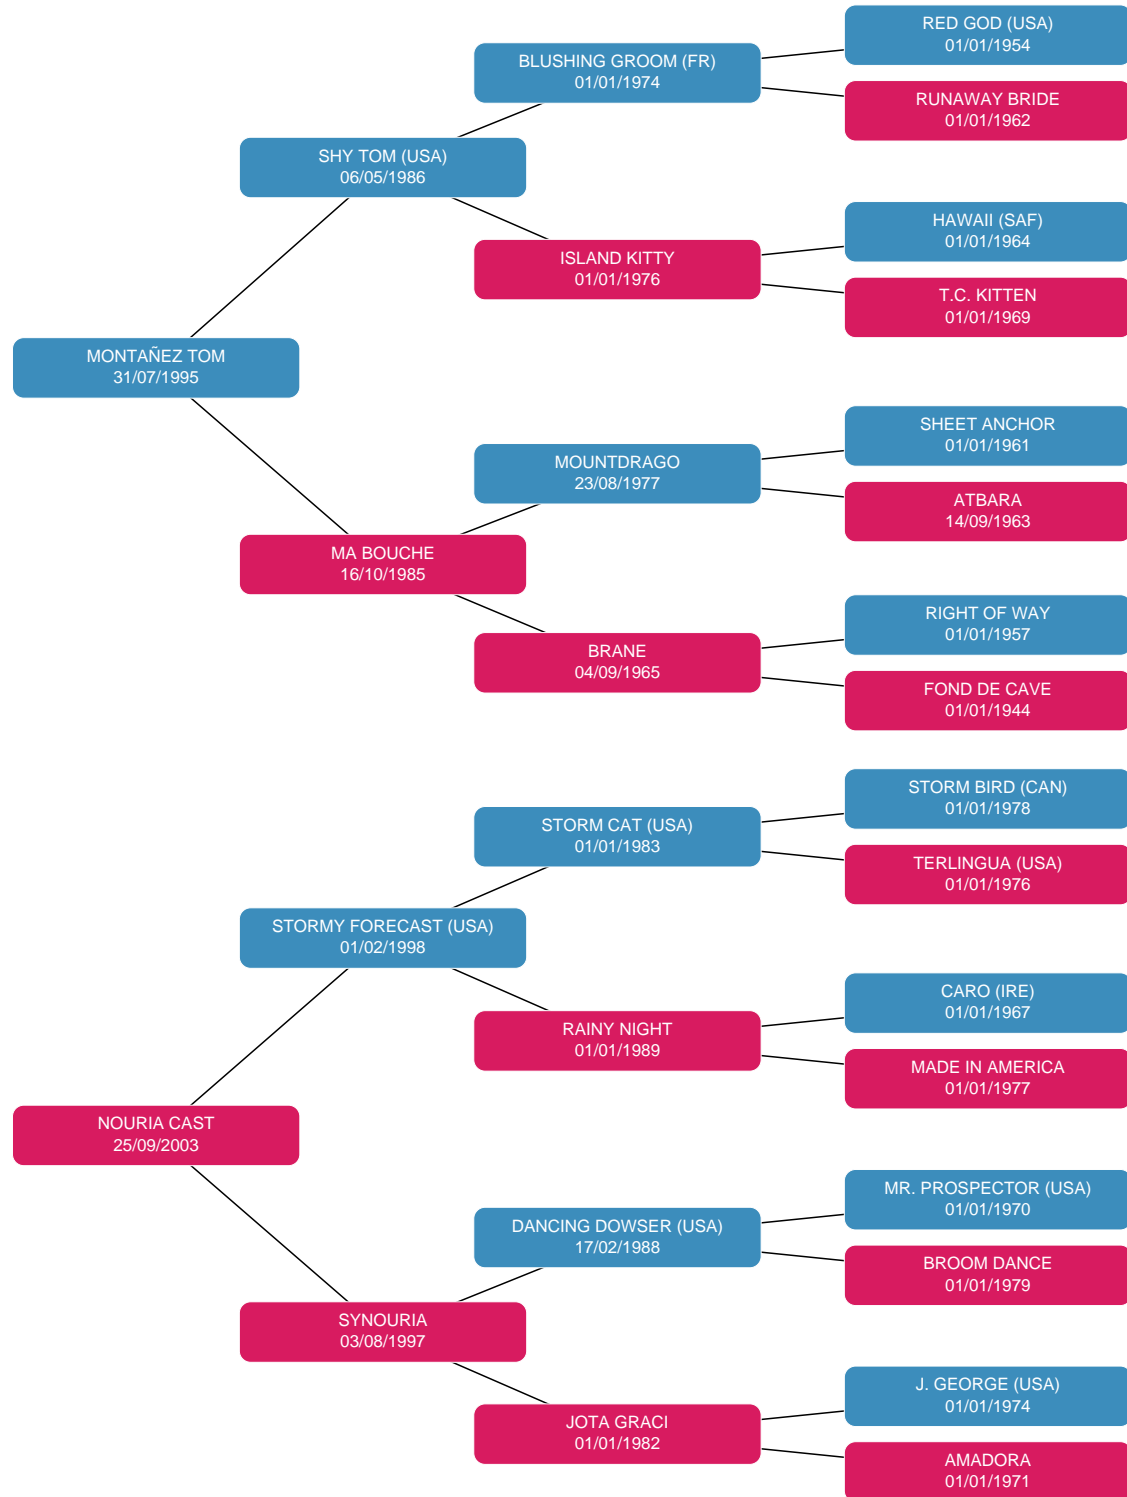 RED GOD (USA)
01/01/1954
BLUSHING GROOM (FR)
01/01/1974
RUNAWAY BRIDE
01/01/1962
SHY TOM (USA)
06/05/1986
HAWAII (SAF)
01/01/1964
ISLAND KITTY
01/01/1976
T.C. KITTEN
01/01/1969
MONTAÑEZ TOM
31/07/1995
SHEET ANCHOR
01/01/1961
MOUNTDRAGO
23/08/1977
ATBARA
14/09/1963
MA BOUCHE
16/10/1985
RIGHT OF WAY
01/01/1957
BRANE
04/09/1965
FOND DE CAVE
01/01/1944
STORM BIRD (CAN)
01/01/1978
STORM CAT (USA)
01/01/1983
TERLINGUA (USA)
01/01/1976
STORMY FORECAST (USA)
01/02/1998
CARO (IRE)
01/01/1967
RAINY NIGHT
01/01/1989
MADE IN AMERICA
01/01/1977
NOURIA CAST
25/09/2003
MR. PROSPECTOR (USA)
01/01/1970
DANCING DOWSER (USA)
17/02/1988
BROOM DANCE
01/01/1979
SYNOURIA
03/08/1997
J. GEORGE (USA)
01/01/1974
JOTA GRACI
01/01/1982
AMADORA
01/01/1971